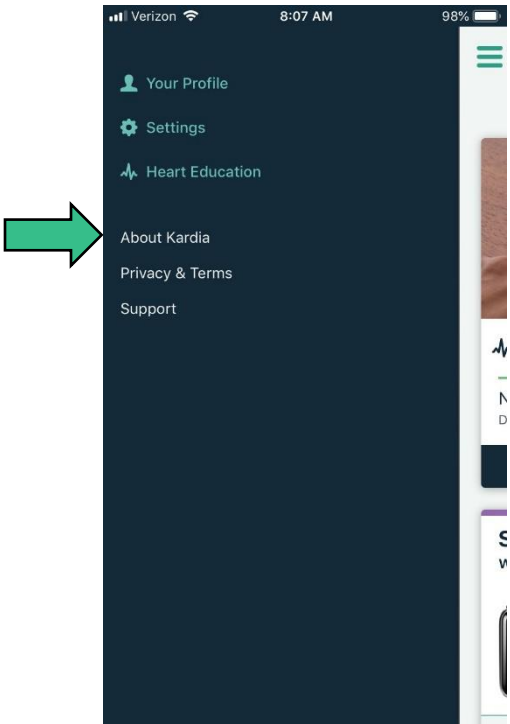 Verizon 8:07 AM 98%
Your Profile
Settings
Heart Education
About Kardia
Privacy & Terms
Support